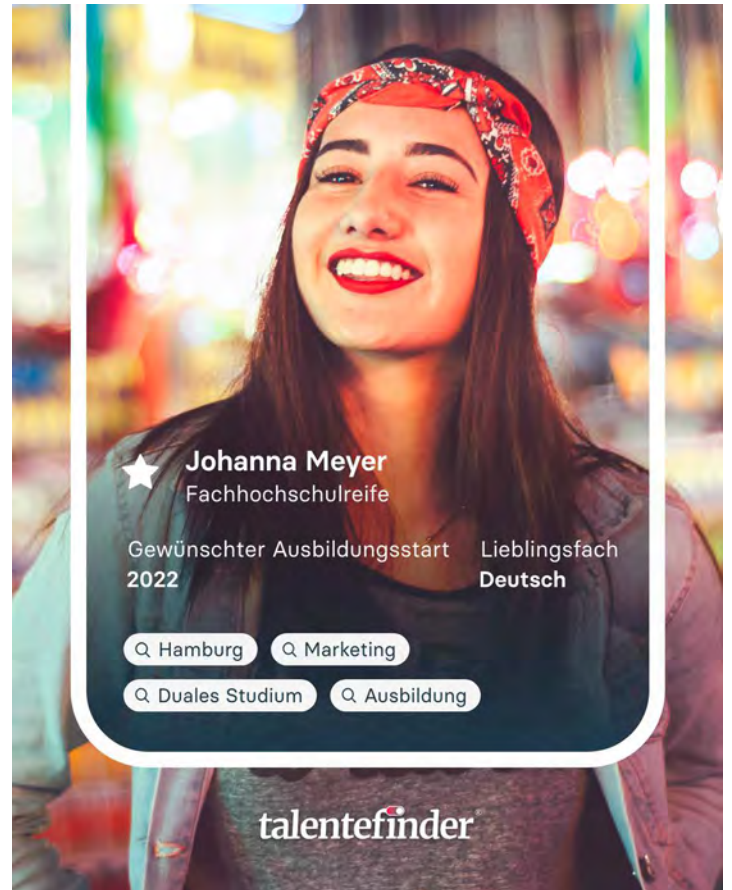 Johanna Meyer
Fachhochschulreife
Gewünschter Ausbildungsstart Lieblingsfach
2022 Deutsch
Hamburg Marketing
Duales Studium Ausbildung
talentefinder